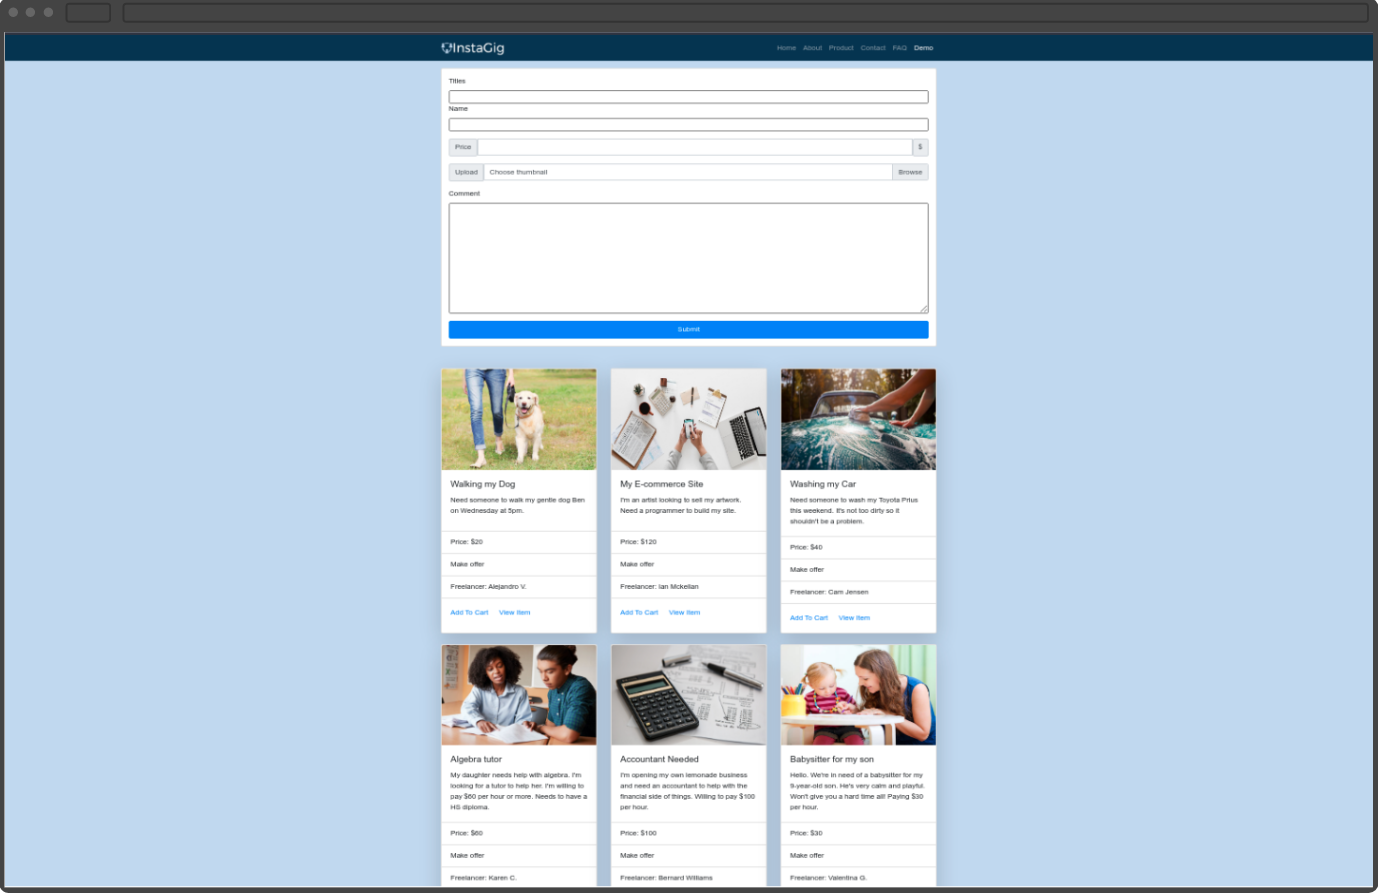 InstaGig
Home About Product Contact FAQ Demo
Titles
Name
Price $
Upload Choose thumbnail Browse
Comment
Submit
Walking my Dog
Need someone to walk my gentle dog Ben
on Wednesday at 5pm.
Price: $20
Make offer
Freelancer: Alejandro V.
Add To Cart View Item
My E-commerce Site
I'm an artist looking to sell my artwork.
Need a programmer to build my site.
Price: $120
Make offer
Freelancer: Ian Mckellan
Add To Cart View Item
Washing my Car
Need someone to wash my Toyota Prius
this weekend. It's not too dirty so it
shouldn't be a problem.
Price: $40
Make offer
Freelancer: Cam Jensen
Add To Cart View Item
Algebra tutor
My daughter needs help with algebra. I'm
looking for a tutor to help her. I'm willing to
pay $60 per hour or more. Needs to have a
HS diploma.
Price: $60
Make offer
Freelancer: Karen C.
Accountant Needed
I'm opening my own lemonade business
and need an accountant to help with the
financial side of things. Willing to pay $100
per hour.
Price: $100
Make offer
Freelancer: Bernard Williams
Babysitter for my son
Hello. We're in need of a babysitter for my
9-year-old son. He's very calm and playful.
Won't give you a hard time all! Paying $30
per hour.
Price: $30
Make offer
Freelancer: Valentina G.